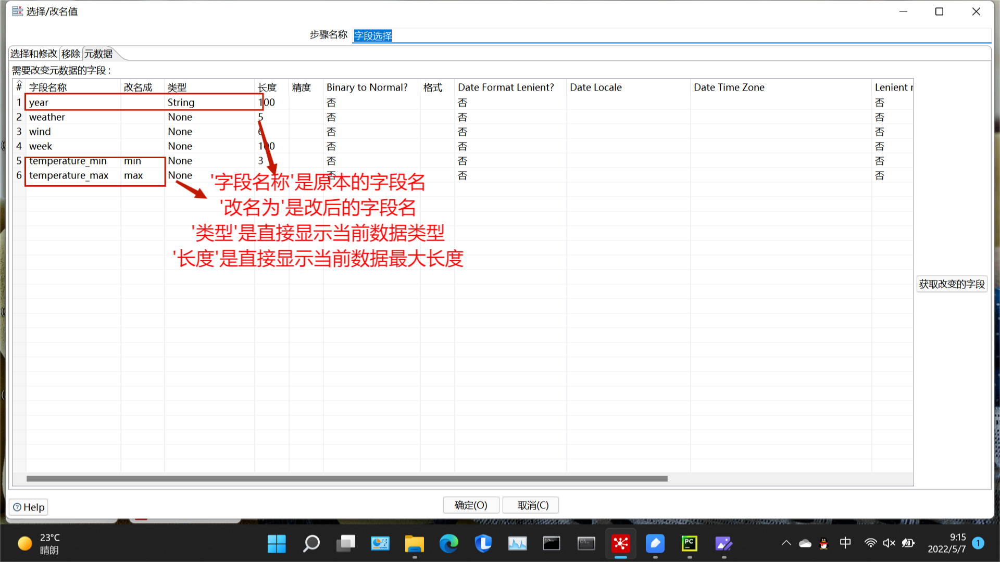 选择/改名值
步骤名称 字段选择
选择和修改 移除 元数据
需要改变元数据的字段 :
# 字段名称 改名成 类型 长度 精度 Binary to Normal? 格式 Date Format Lenient? Date Locale Date Time Zone Lenient
1 year String 100 否 否 否
2 weather None 5 否 否 否
3 wind None 6 否 否 否
4 week None 100 否 否 否
5 temperature_min min None 3 否 否 否
6 temperature_max max None 否 否 否
'字段名称'是原本的字段名
'改名为'是改后的字段名
'类型'是直接显示当前数据类型
'长度'是直接显示当前数据最大长度
获取改变的字段
Help
确定(O) 取消(C)
23°C
晴朗
PC
中
9:15
2022/5/7
1